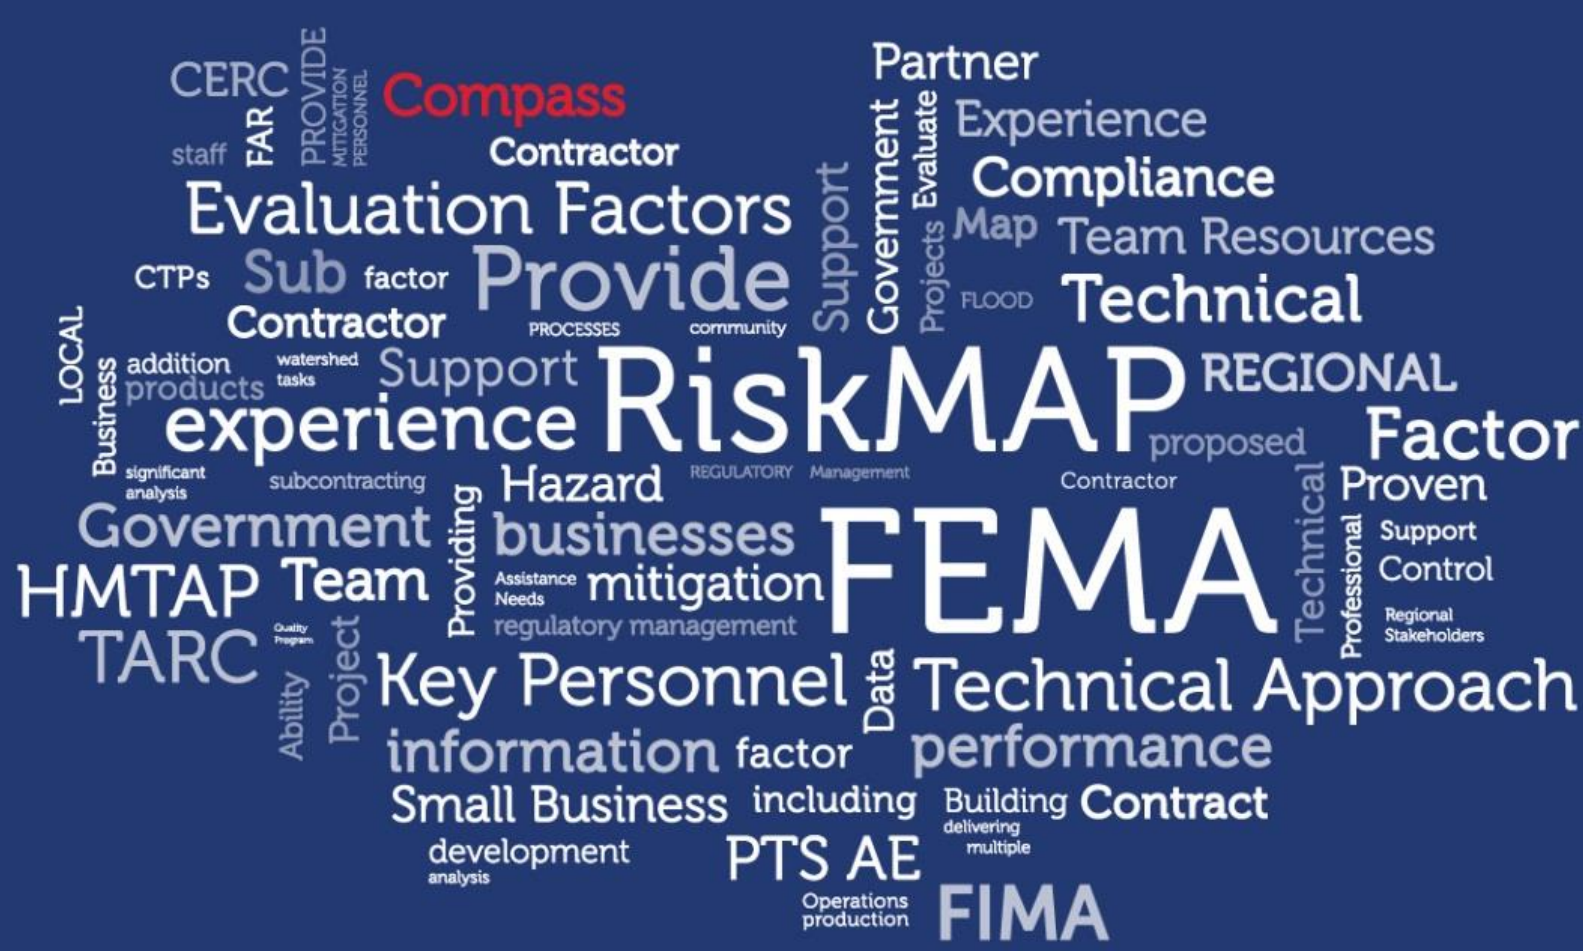 CERC
PROVIDE
MITIGATION
PERSONNEL
Compass
Partner
staff
FAR
Contractor
Government
Evaluate
Experience
Evaluation Factors
Support
Compliance
Projects
Map
Team Resources
CTPs
Sub
factor
Provide
FLOOD
Technical
Contractor
PROCESSES
community
LOCAL
Business
addition
products
watershed
tasks
Support
RiskMAP
REGIONAL
experience
proposed
Factor
significant
analysis
subcontracting
Hazard
REGULATORY
Management
Contractor
Technical
Proven
Government
Providing
businesses
FEMA
Professional
Support
Control
HMTAP
Team
Assistance
Needs
mitigation
regulatory management
Regional
Stakeholders
TARC
Quality
Program
Ability
Project
Key Personnel
Data
Technical Approach
information
factor
performance
Small Business
including
Building
Contract
delivering
multiple
development
analysis
PTS AE
Operations
production
FIMA